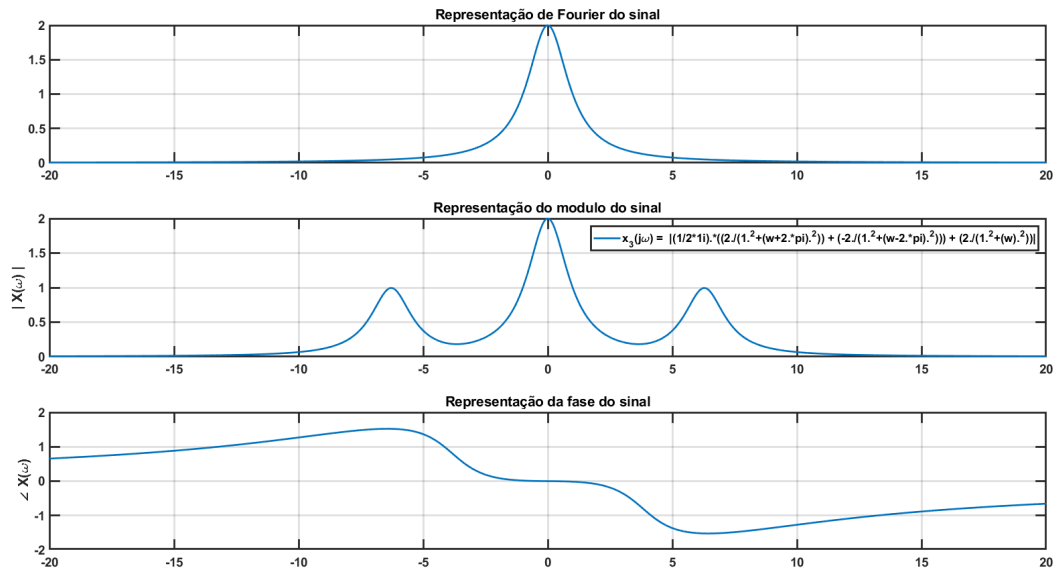 Representação de Fourier do sinal
2
1.5
1
0.5
0
-20 -15 -10 -5 0 5 10 15 20
Representação do modulo do sinal
2
1.5
1
0.5
0
| X(ω) |
x₃(jω) = |(1/2*1i).*((2./(1.²+(w+2.*pi).²)) + (-2./(1.²+(w-2.*pi).²))) + (2./(1.²+(w).²))|
-20 -15 -10 -5 0 5 10 15 20
Representação da fase do sinal
2
1
0
-1
-2
∠ X(ω)
-20 -15 -10 -5 0 5 10 15 20